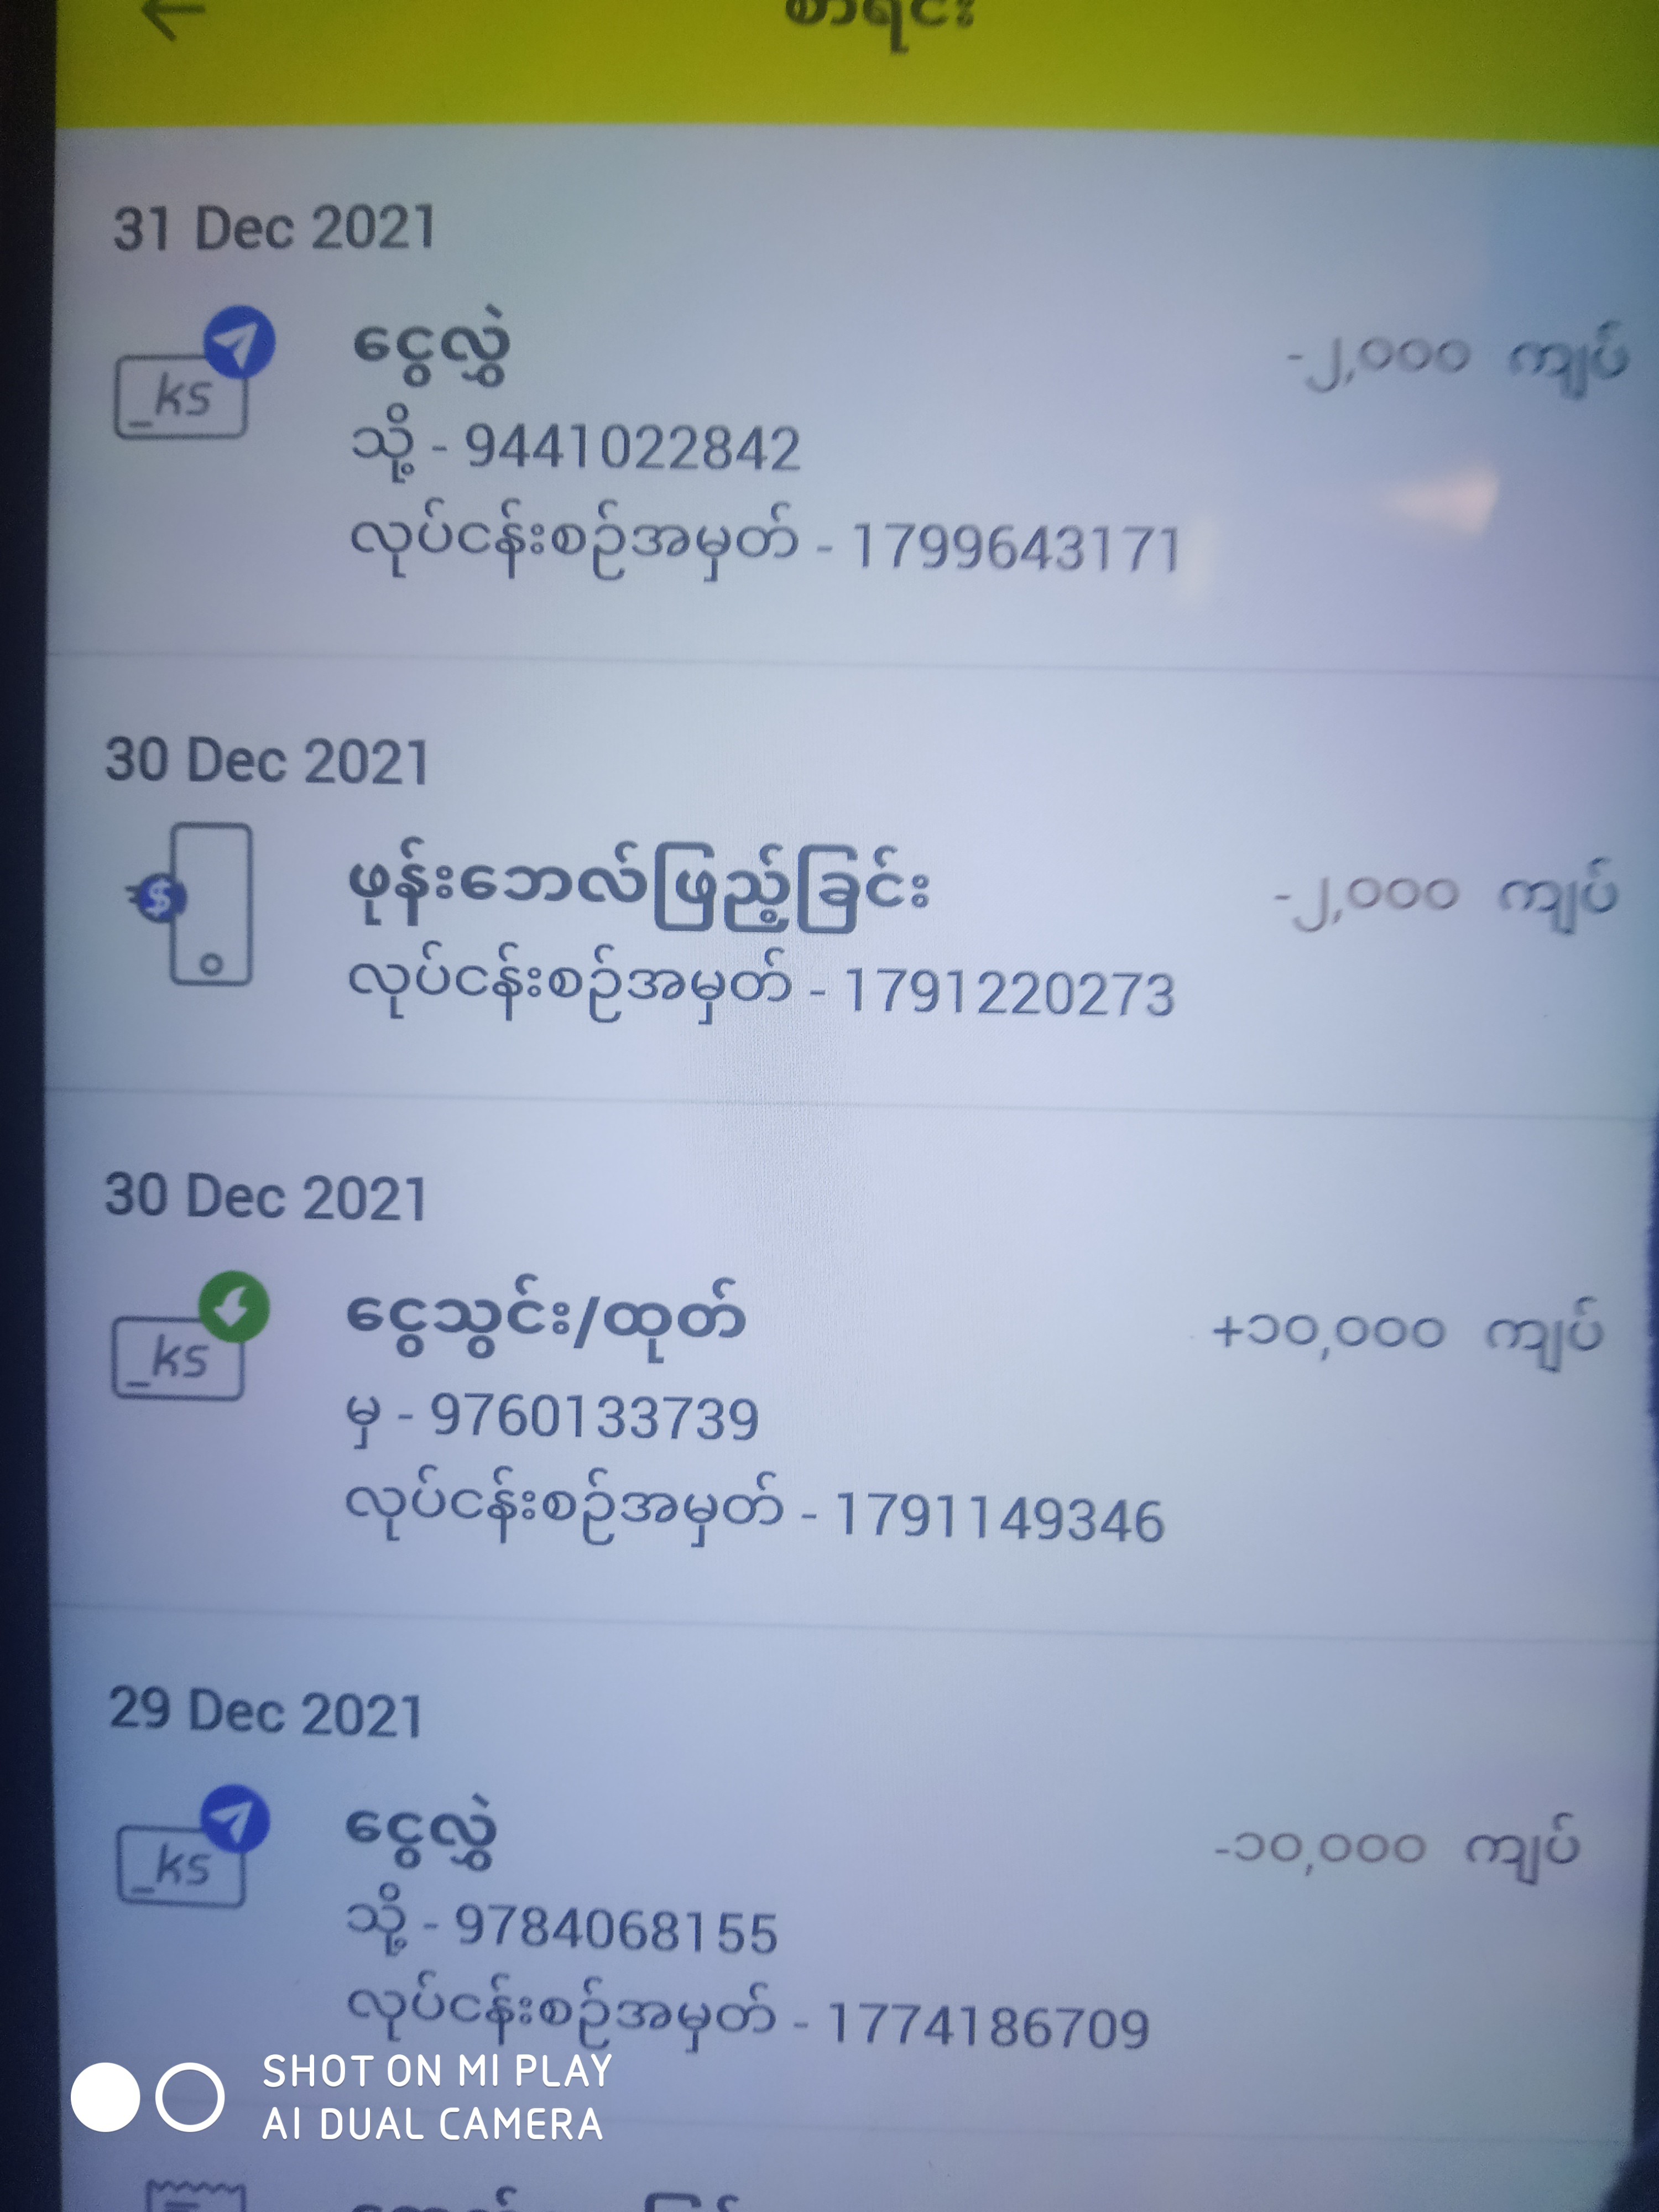 စာရင်း
31 Dec 2021
ငွေလွှဲ
-၂,၀၀၀ ကျပ်
_ks
သို့ - 9441022842
လုပ်ငန်းစဉ်အမှတ် - 1799643171
30 Dec 2021
ဖုန်းဘေလ်ဖြည့်ခြင်း
-၂,၀၀၀ ကျပ်
$
လုပ်ငန်းစဉ်အမှတ် - 1791220273
30 Dec 2021
ငွေသွင်း/ထုတ်
+၁၀,၀၀၀ ကျပ်
_ks
မှ - 9760133739
လုပ်ငန်းစဉ်အမှတ် - 1791149346
29 Dec 2021
ငွေလွှဲ
-၁၀,၀၀၀ ကျပ်
_ks
သို့ - 9784068155
လုပ်ငန်းစဉ်အမှတ် - 1774186709
SHOT ON MI PLAY
AI DUAL CAMERA